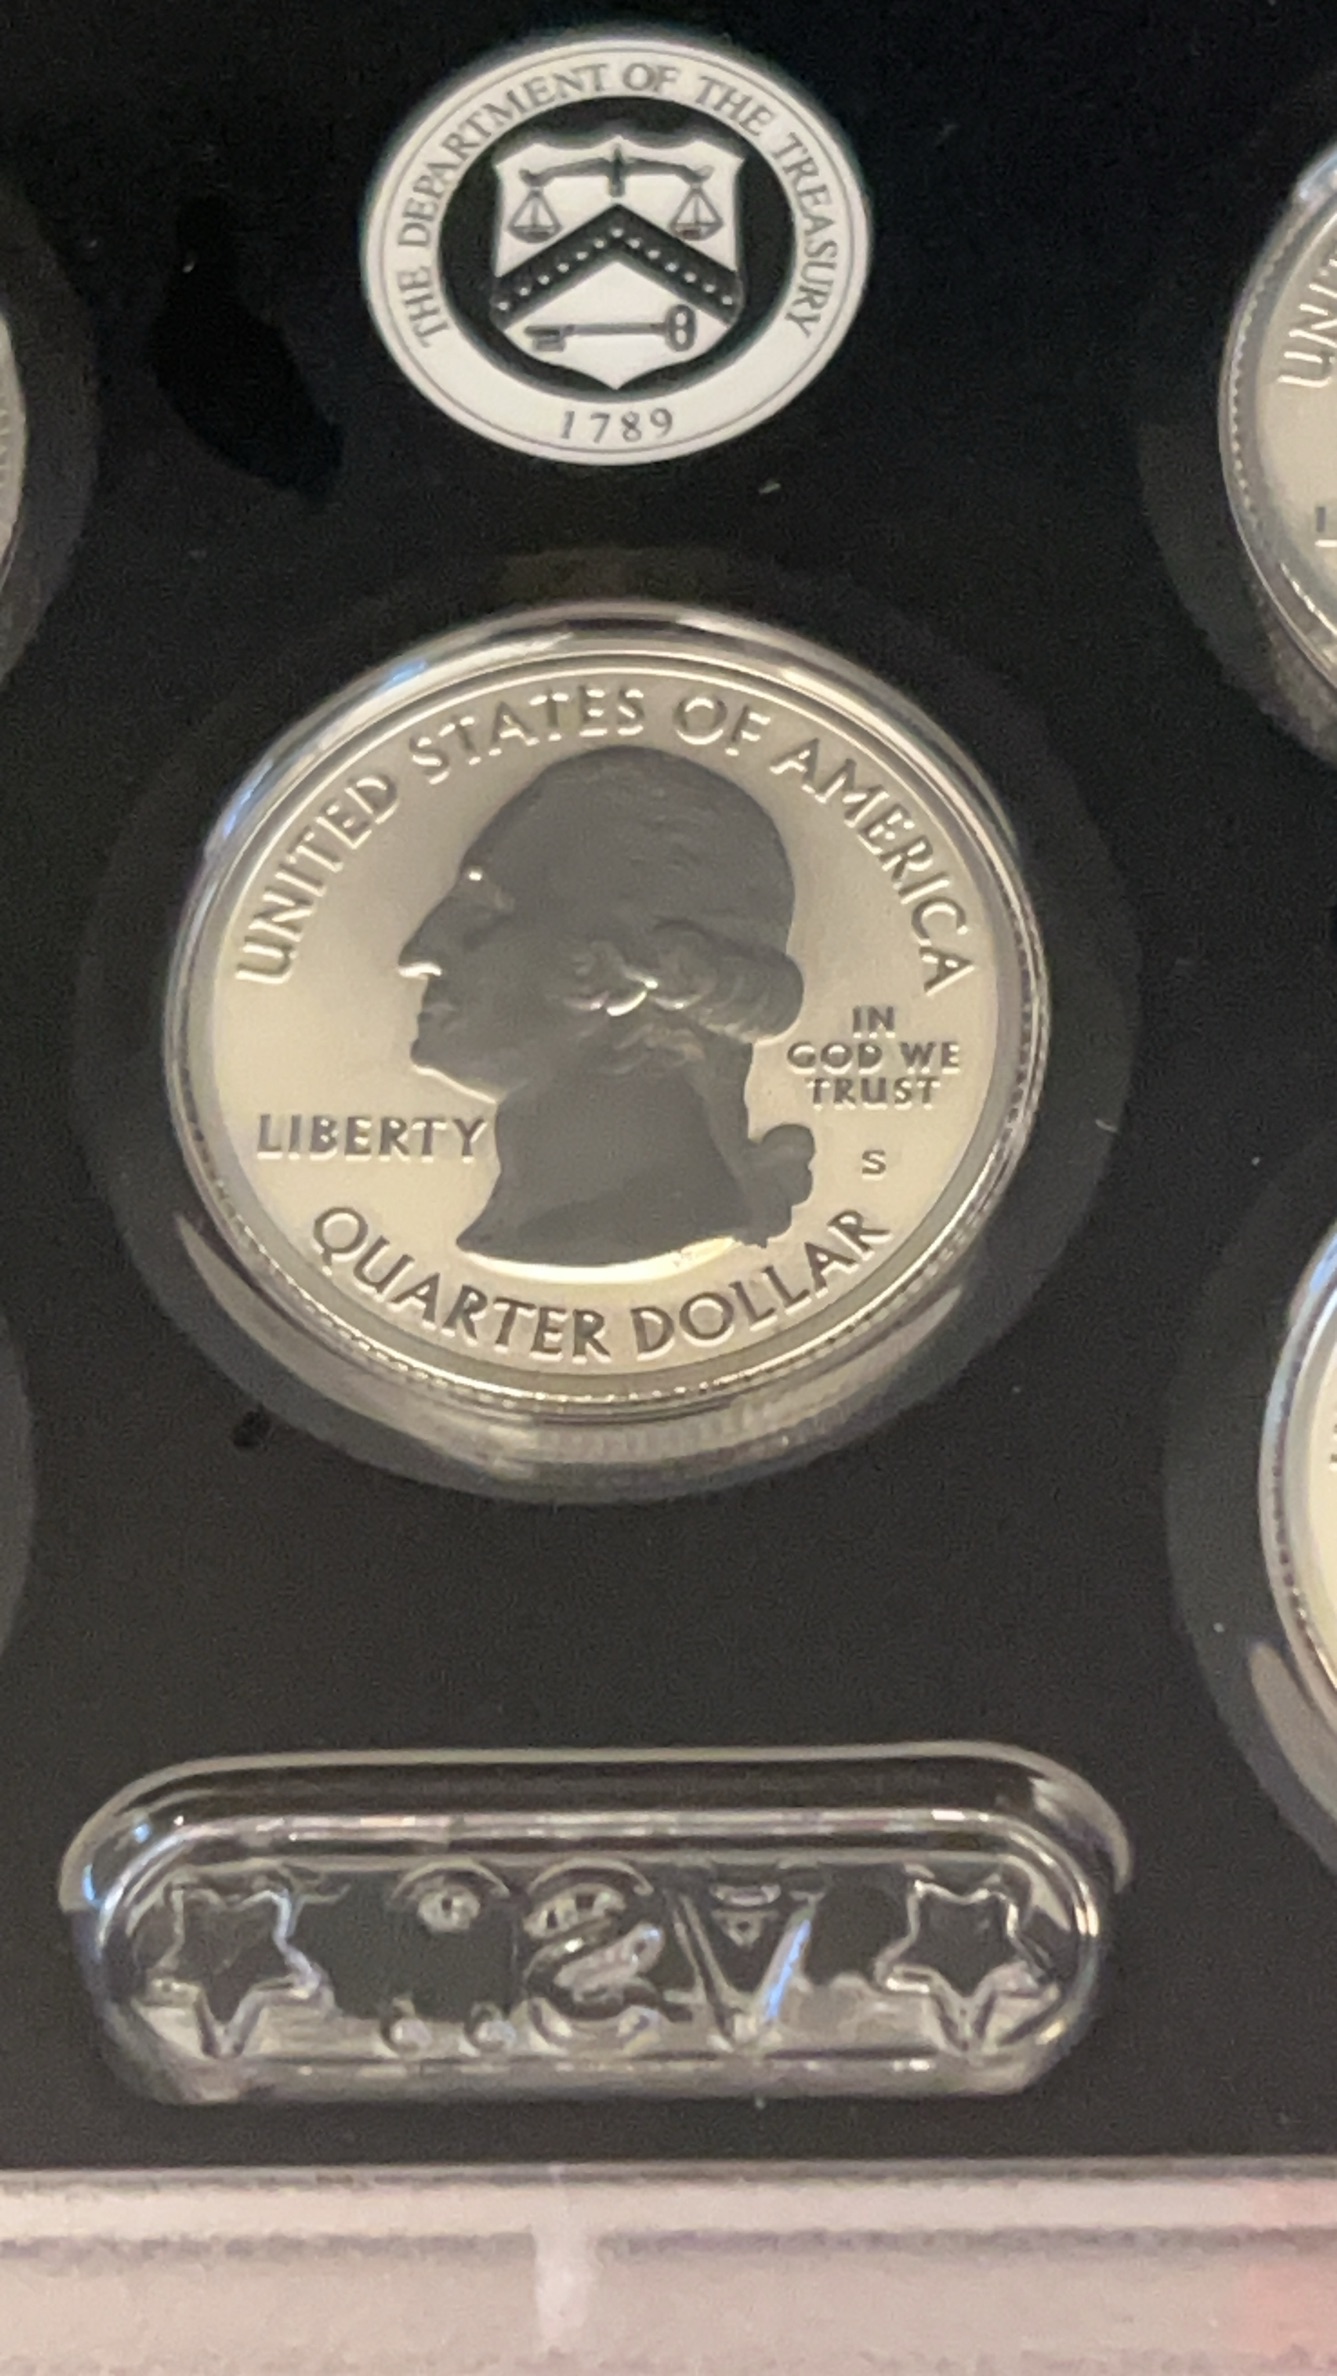 THE DEPARTMENT OF THE TREASURY
1789
UNITED STATES OF AMERICA
IN
GOD WE
TRUST
LIBERTY
S
QUARTER DOLLAR